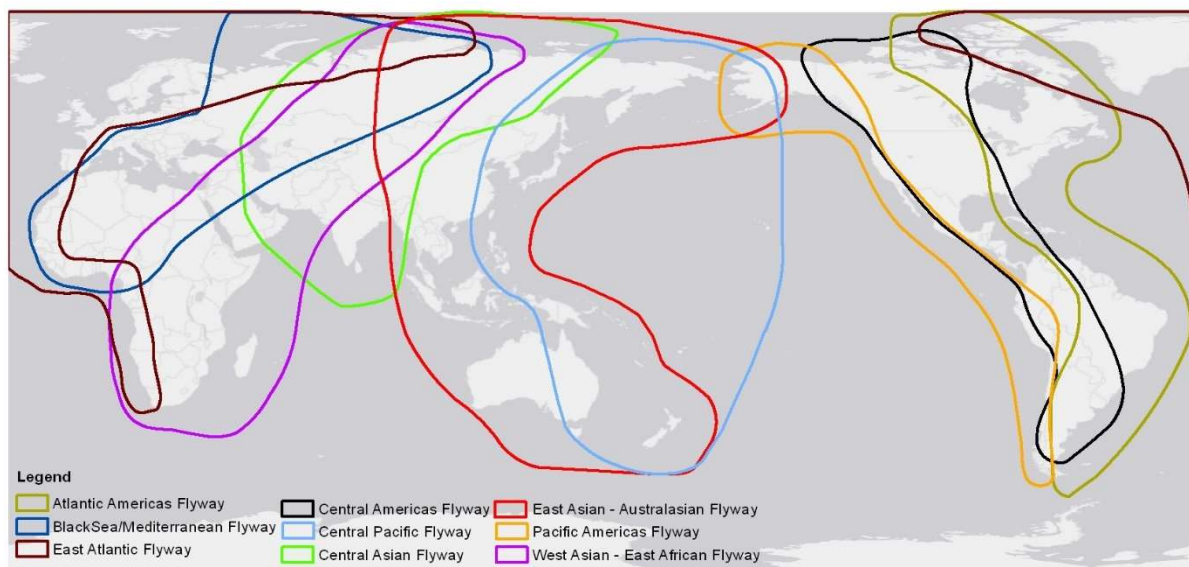 Legend
Atlantic Americas Flyway
BlackSea/Mediterranean Flyway
East Atlantic Flyway
Central Americas Flyway
Central Pacific Flyway
Central Asian Flyway
East Asian - Australasian Flyway
Pacific Americas Flyway
West Asian - East African Flyway